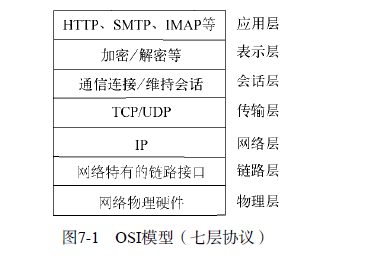 HTTP、SMTP、IMAP等 应用层
加密/解密等 表示层
通信连接/维持会话 会话层
TCP/UDP 传输层
IP 网络层
网络特有的链路接口 链路层
网络物理硬件 物理层
图7-1 OSI模型（七层协议）